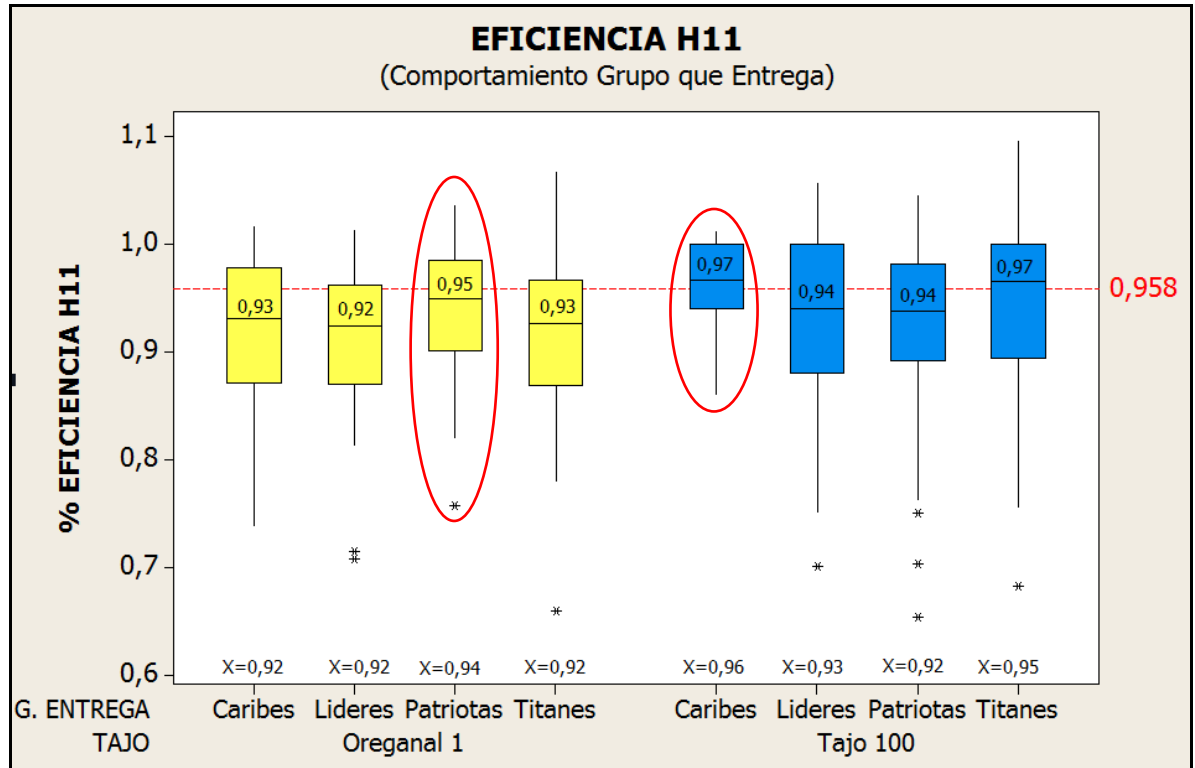 EFICIENCIA H11
(Comportamiento Grupo que Entrega)
% EFICIENCIA H11
1,1
1,0
0,9
0,8
0,7
0,6
0,93
0,92
0,95
0,93
0,97
0,94
0,94
0,97
0,958
X=0,92 X=0,92 X=0,94 X=0,92 X=0,96 X=0,93 X=0,92 X=0,95
G. ENTREGA Caribes Lideres Patriotas Titanes Caribes Lideres Patriotas Titanes
TAJO Oreganal 1 Tajo 100